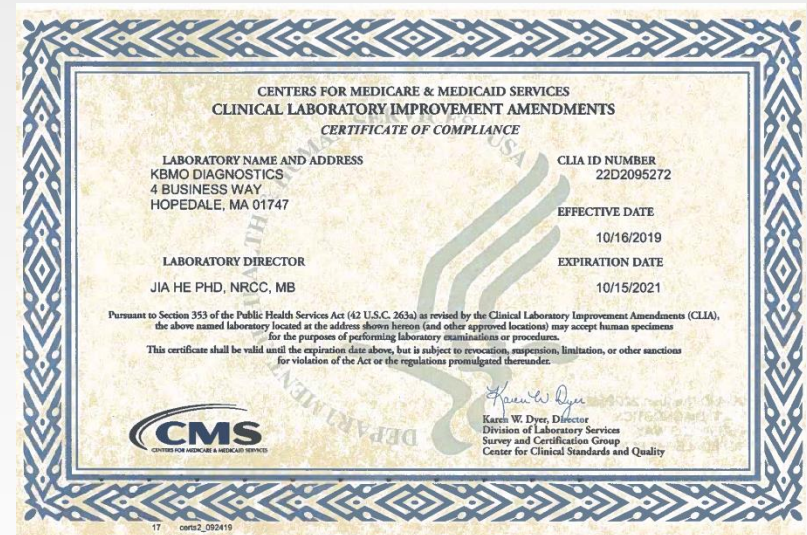 CENTERS FOR MEDICARE & MEDICAID SERVICES
CLINICAL LABORATORY IMPROVEMENT AMENDMENTS
CERTIFICATE OF COMPLIANCE
LABORATORY NAME AND ADDRESS
KBMO DIAGNOSTICS
4 BUSINESS WAY
HOPEDALE, MA 01747
CLIA ID NUMBER
22D2095272
EFFECTIVE DATE
10/16/2019
LABORATORY DIRECTOR
JIA HE PHD, NRCC, MB
EXPIRATION DATE
10/15/2021
Pursuant to Section 353 of the Public Health Services Act (42 U.S.C. 263a) as revised by the Clinical Laboratory Improvement Amendments (CLIA),
the above named laboratory located at the address shown hereon (and other approved locations) may accept human specimens
for the purposes of performing laboratory examinations or procedures.
This certificate shall be valid until the expiration date above, but is subject to revocation, suspension, limitation, or other sanctions
for violation of the Act or the regulations promulgated thereunder.
Karen W. Dyer
Karen W. Dyer, Director
Division of Laboratory Services
Survey and Certification Group
Center for Clinical Standards and Quality
CMS
CENTERS FOR MEDICARE & MEDICAID SERVICES
17 certs2_092419